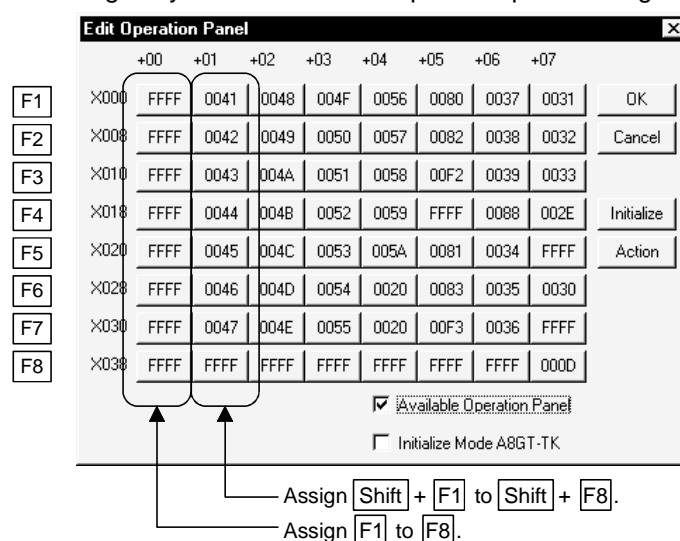 Edit Operation Panel
+00 +01 +02 +03 +04 +05 +06 +07
F1 X000 FFFF 0041 0048 004F 0056 0080 0037 0031 OK
F2 X008 FFFF 0042 0049 0050 0057 0082 0038 0032 Cancel
F3 X010 FFFF 0043 004A 0051 0058 00F2 0039 0033
F4 X018 FFFF 0044 004B 0052 0059 FFFF 0088 002E Initialize
F5 X020 FFFF 0045 004C 0053 005A 0081 0034 FFFF Action
F6 X028 FFFF 0046 004D 0054 0020 0083 0035 0030
F7 X030 FFFF 0047 004E 0055 0020 00F3 0036 FFFF
F8 X038 FFFF FFFF FFFF FFFF FFFF FFFF FFFF 000D
Available Operation Panel
Initialize Mode A8GT-TK
Assign Shift + F1 to Shift + F8.
Assign F1 to F8.